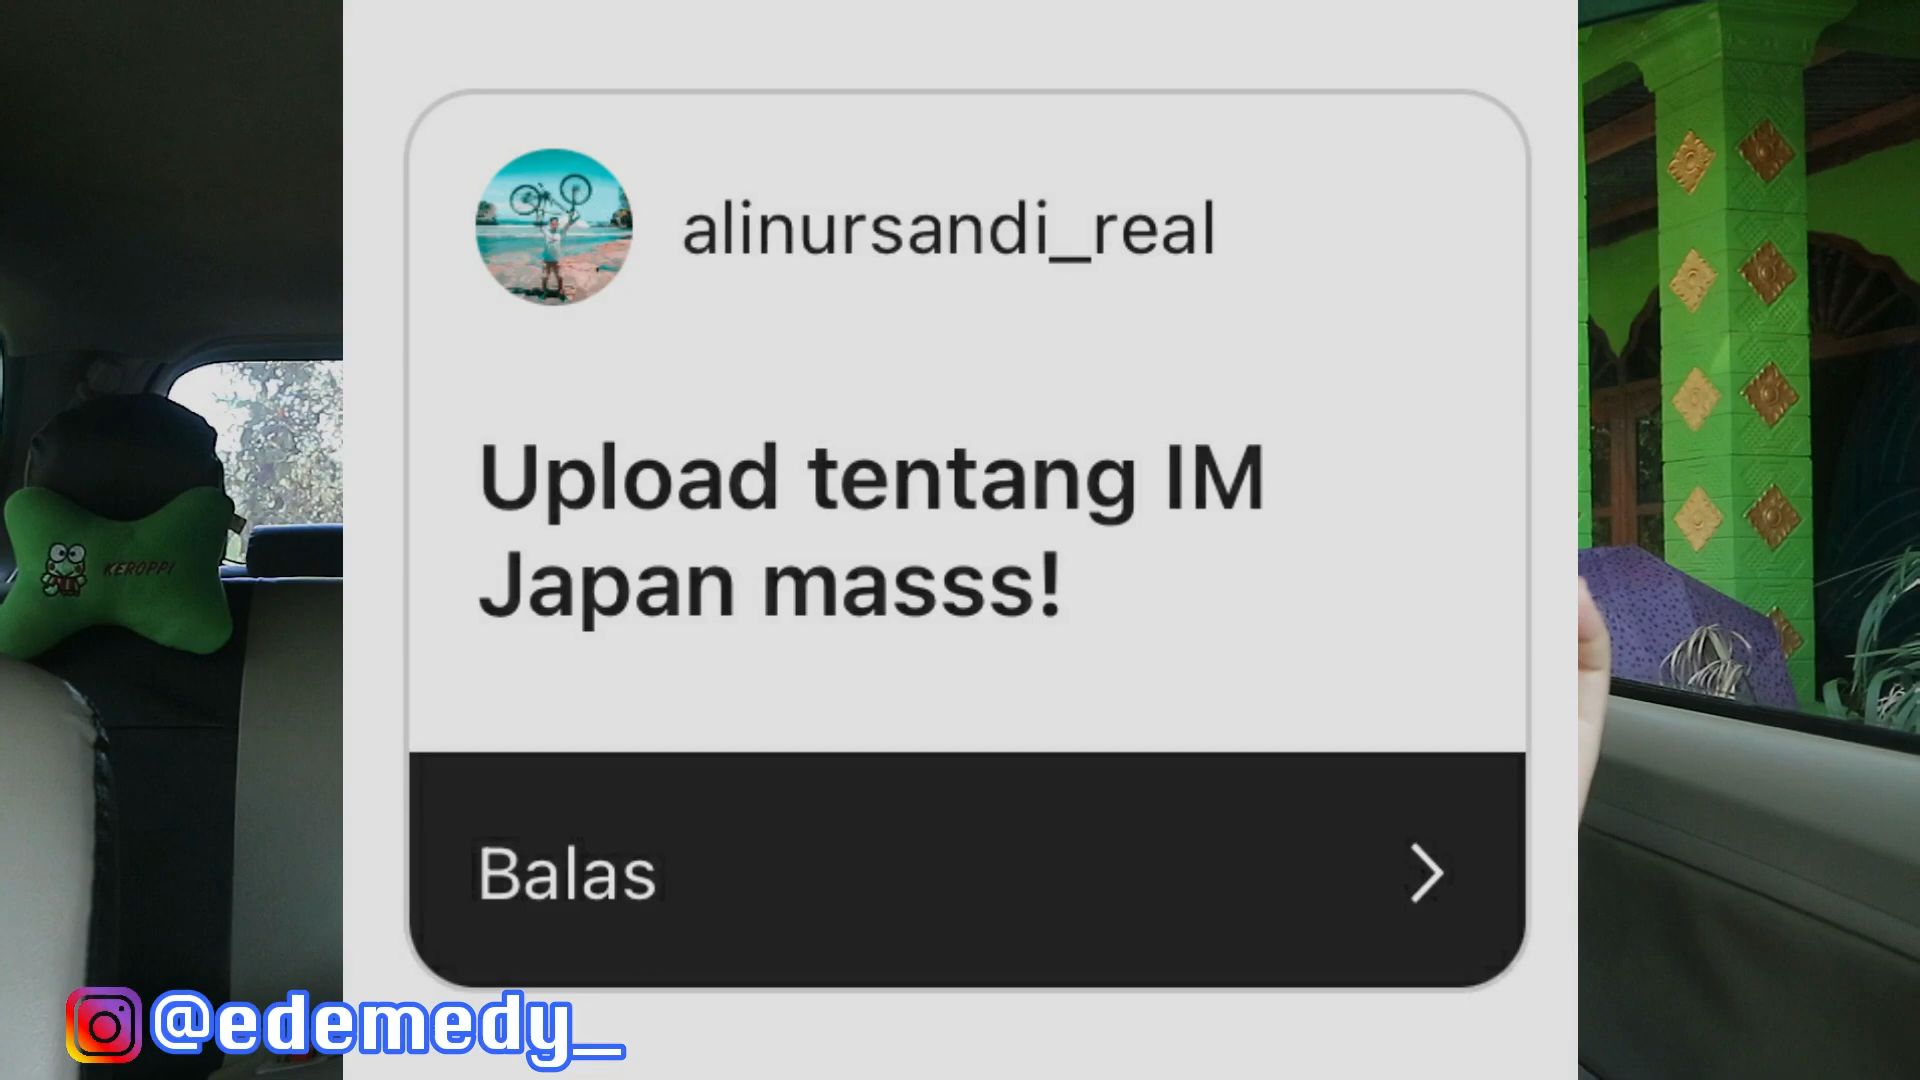 alinursandi_real
Upload tentang IM
Japan masss!
KEROPPI
Balas
@edemedy_